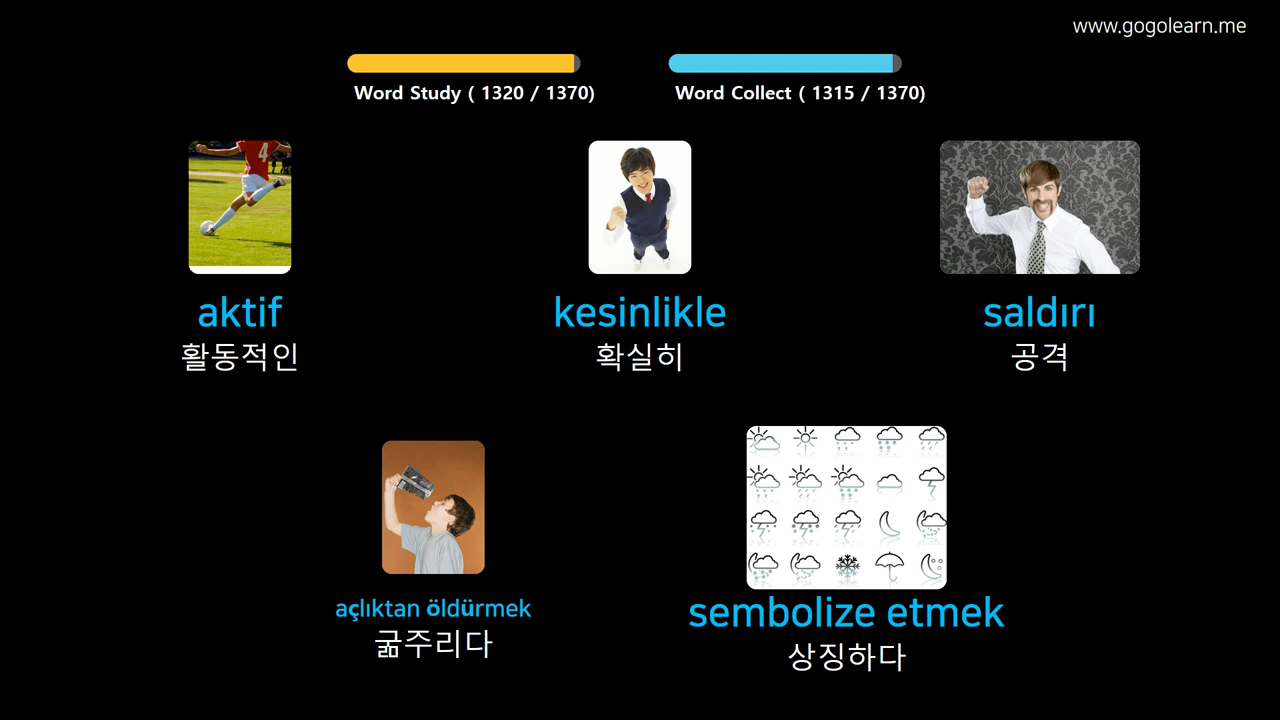 www.gogolearn.me
Word Study ( 1320 / 1370)
Word Collect ( 1315 / 1370)
4
aktif
활동적인
kesinlikle
확실히
saldırı
공격
açlıktan öldürmek
굶주리다
sembolize etmek
상징하다